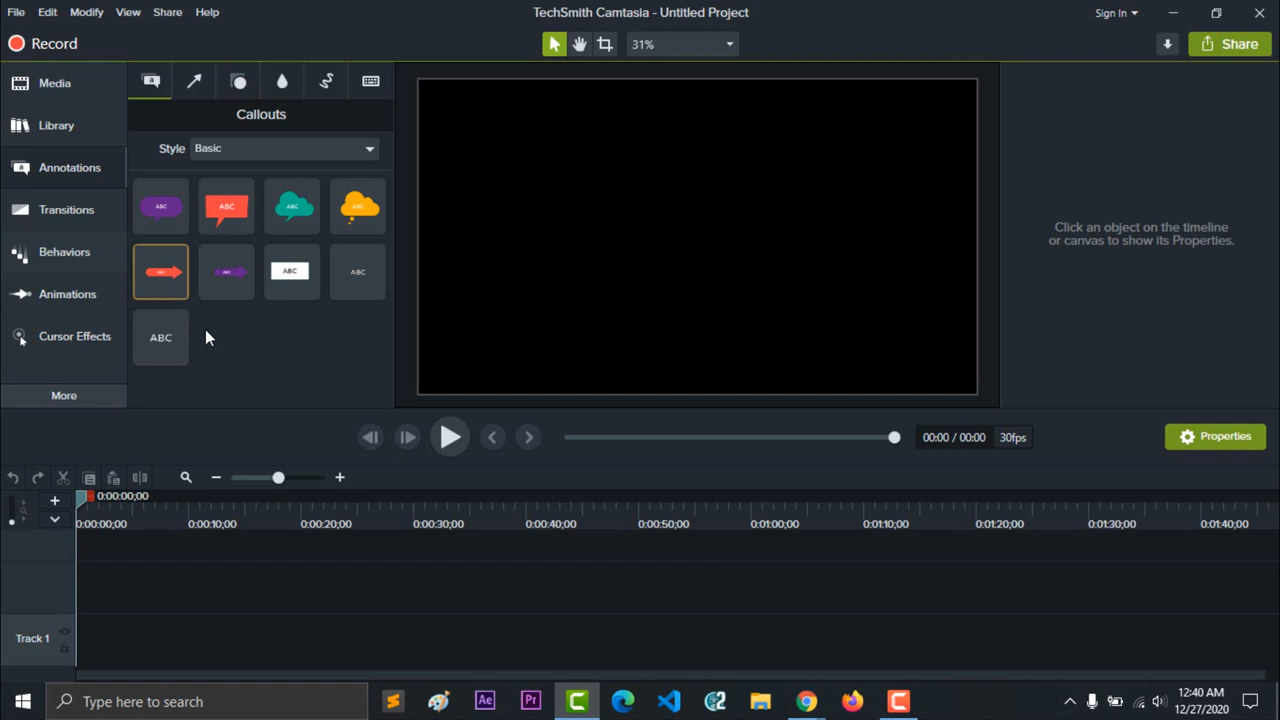 File Edit Modify View Share Help
TechSmith Camtasia - Untitled Project
Sign In
Record
31%
Share
Media
Library
Annotations
Transitions
Behaviors
Animations
Cursor Effects
More
a
Callouts
Style Basic
ABC ABC ABC ABC
ABC ABC ABC ABC
ABC
Click an object on the timeline
or canvas to show its Properties.
00:00 / 00:00 30fps
Properties
0:00:00;00
0:00:00;00 0:00:10;00 0:00:20;00 0:00:30;00 0:00:40;00 0:00:50;00 0:01:00;00 0:01:10;00 0:01:20;00 0:01:30;00 0:01:40;00
Track 1
Type here to search
Ae Pr C C
12:40 AM
12/27/2020